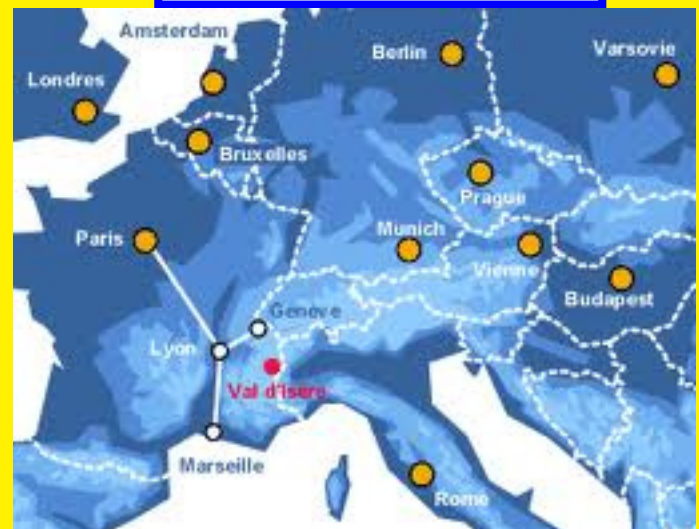 Amsterdam
Berlin
Varsovie
Londres
Bruxelles
Prague
Paris
Munich
Vienne
Budapest
Genève
Lyon
Val d'Isère
Marseille
Rome